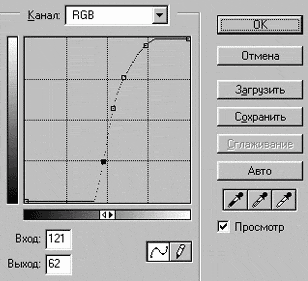 Канал: RGB
OK
Отмена
Загрузить
Сохранить
Сглаживание
Авто
Просмотр
Вход: 121
Выход: 62